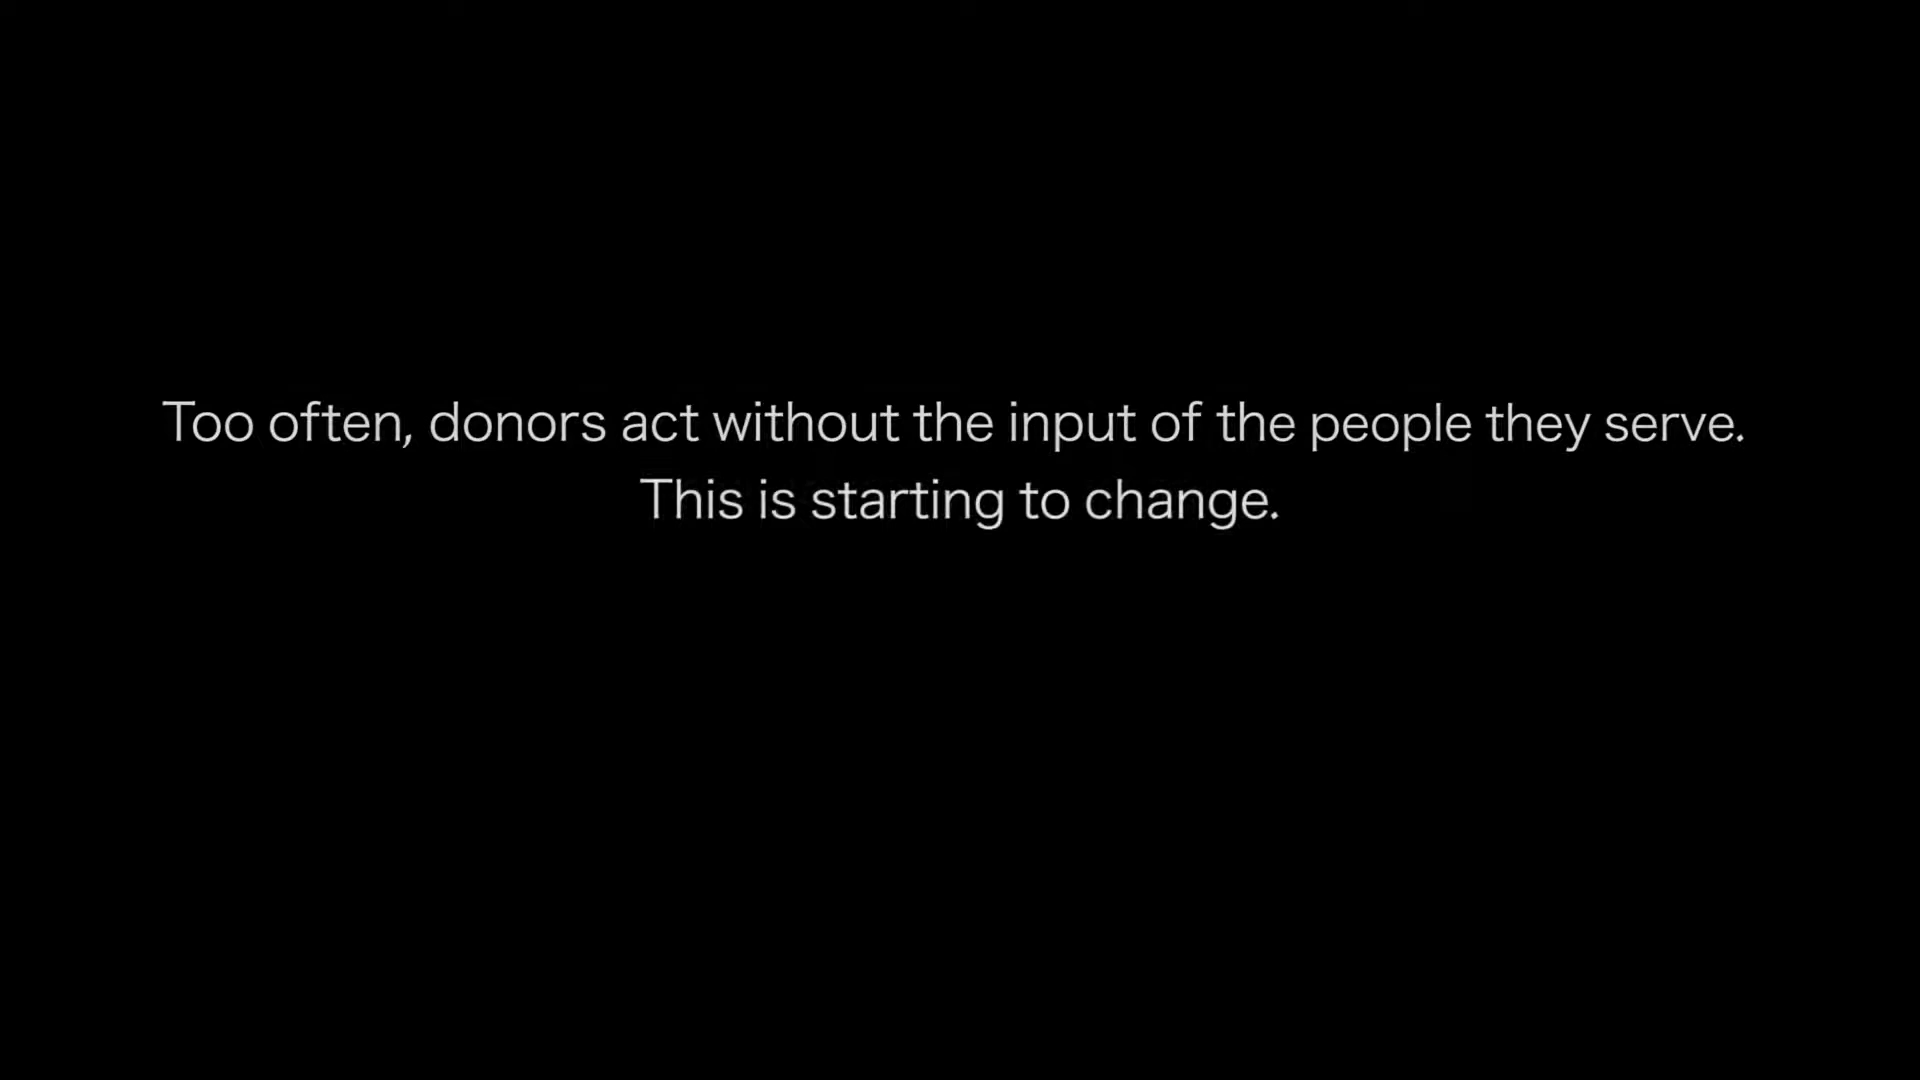 Too often, donors act without the input of the people they serve.
This is starting to change.